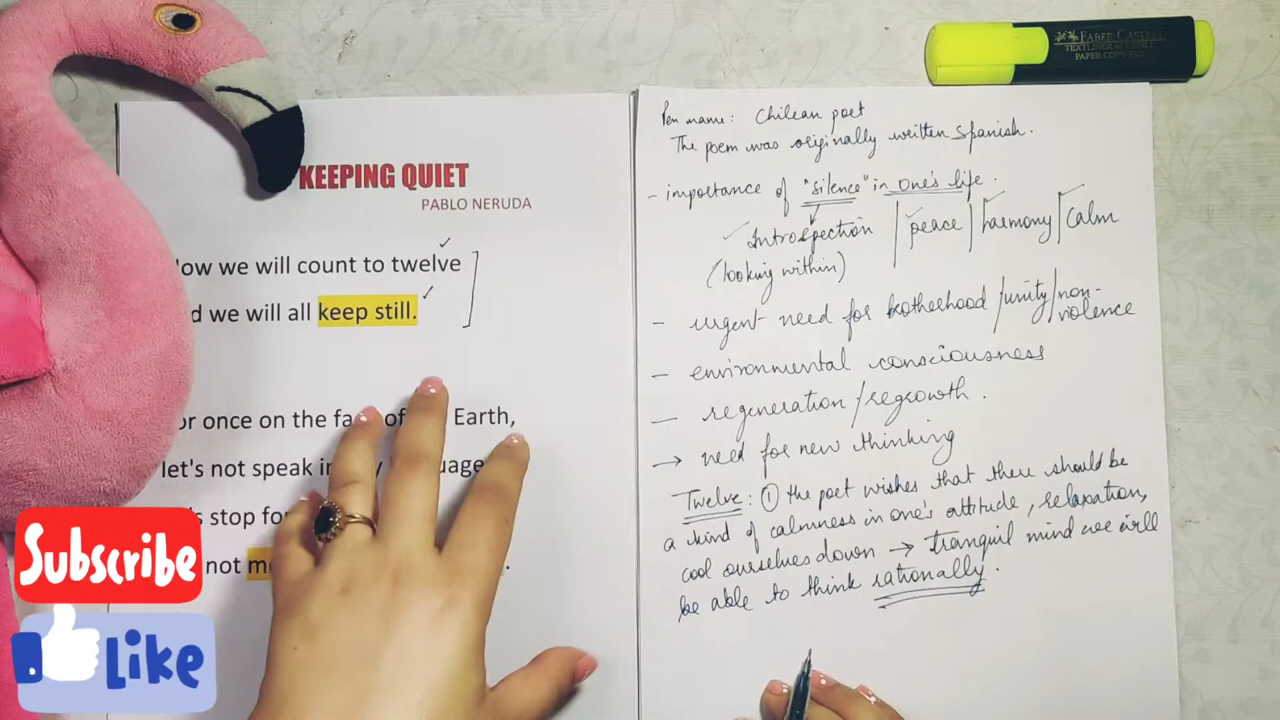 KEEPING QUIET
PABLO NERUDA
ow we will count to twelve
d we will all keep still.
or once on the fa of Earth,
let's not speak in uage
s stop fo
not m
Subscribe
Like
FABER CASTELL
TEXTLINER 48 REFILL
Pen name: Chilean poet
The poem was originally written Spanish.
- importance of "silence" in one's life.
Introspection | peace | harmony | calm
(looking within)
- urgent need for brotherhood / unity / non-violence
- environmental consciousness
- regeneration / regrowth.
→ need for new thinking
Twelve: ① the poet wishes that there should be
a kind of calmness in one's attitude, relaxation,
cool ourselves down → tranquil mind we will
be able to think rationally.